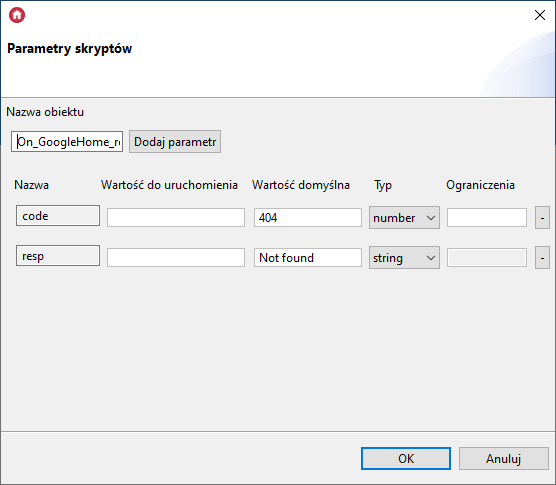 Parametry skryptów
Nazwa obiektu
On_GoogleHome_re
Dodaj parametr
Nazwa Wartość do uruchomienia Wartość domyślna Typ Ograniczenia
code 404 number -
resp Not found string -
OK Anuluj